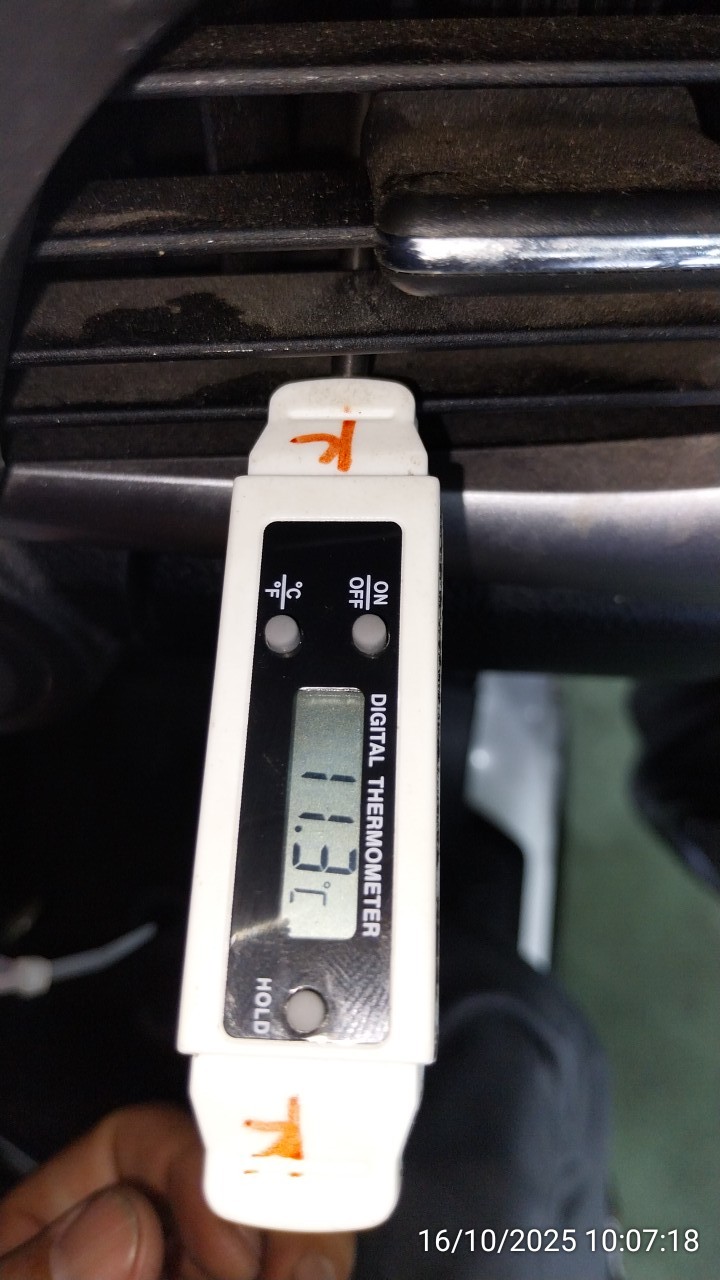 K
ON
OFF
°C
°F
DIGITAL THERMOMETER
11.3 °C
HOLD
16/10/2025 10:07:18